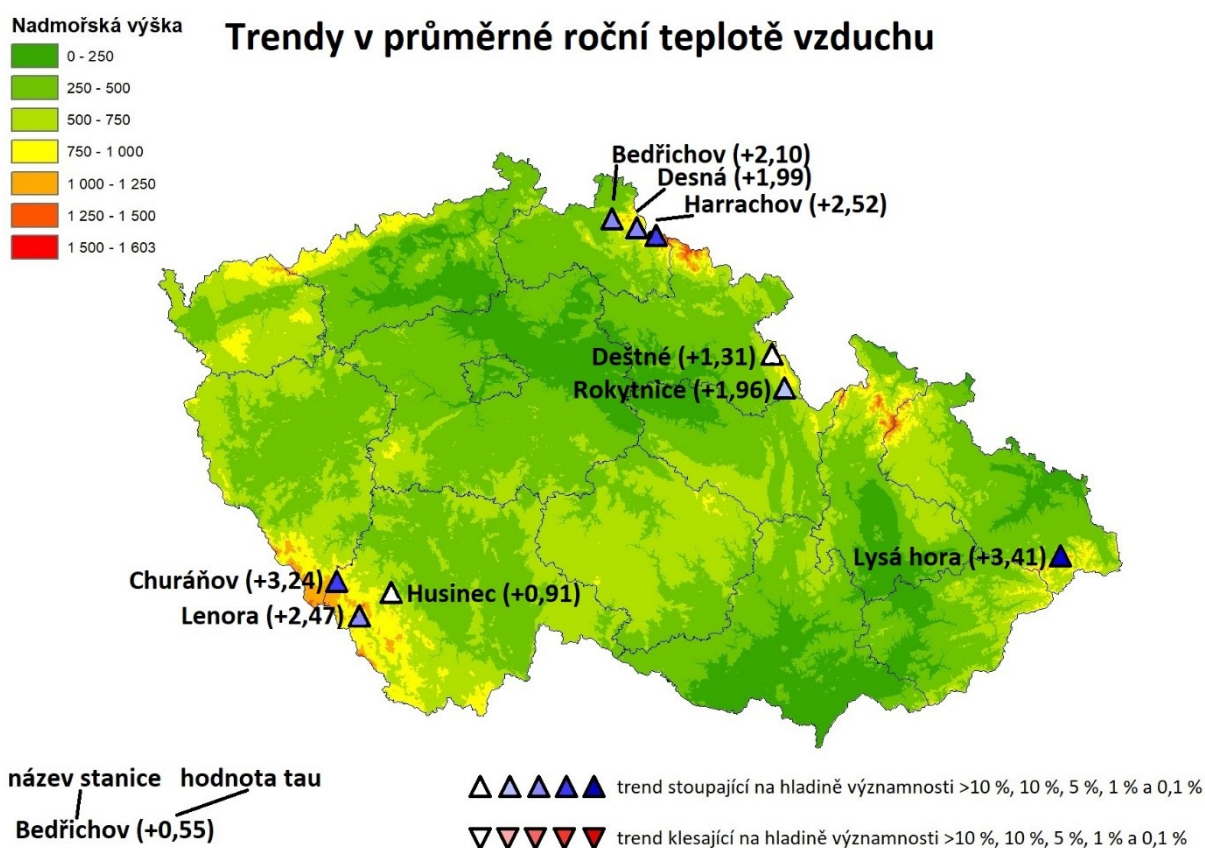 Trendy v průměrné roční teplotě vzduchu
Nadmořská výška
0 - 250
250 - 500
500 - 750
750 - 1 000
1 000 - 1 250
1 250 - 1 500
1 500 - 1 603
Bedřichov (+2,10)
Desná (+1,99)
Harrachov (+2,52)
Deštné (+1,31)
Rokytnice (+1,96)
Lysá hora (+3,41)
Churáňov (+3,24)
Husinec (+0,91)
Lenora (+2,47)
název stanice hodnota tau
Bedřichov (+0,55)
trend stoupající na hladině významnosti >10 %, 10 %, 5 %, 1 % a 0,1 %
trend klesající na hladině významnosti >10 %, 10 %, 5 %, 1 % a 0,1 %